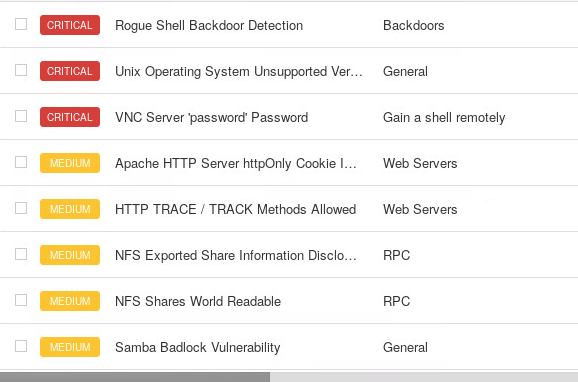 CRITICAL Rogue Shell Backdoor Detection Backdoors
CRITICAL Unix Operating System Unsupported Ver… General
CRITICAL VNC Server 'password' Password Gain a shell remotely
MEDIUM Apache HTTP Server httpOnly Cookie I… Web Servers
MEDIUM HTTP TRACE / TRACK Methods Allowed Web Servers
MEDIUM NFS Exported Share Information Disclo… RPC
MEDIUM NFS Shares World Readable RPC
MEDIUM Samba Badlock Vulnerability General